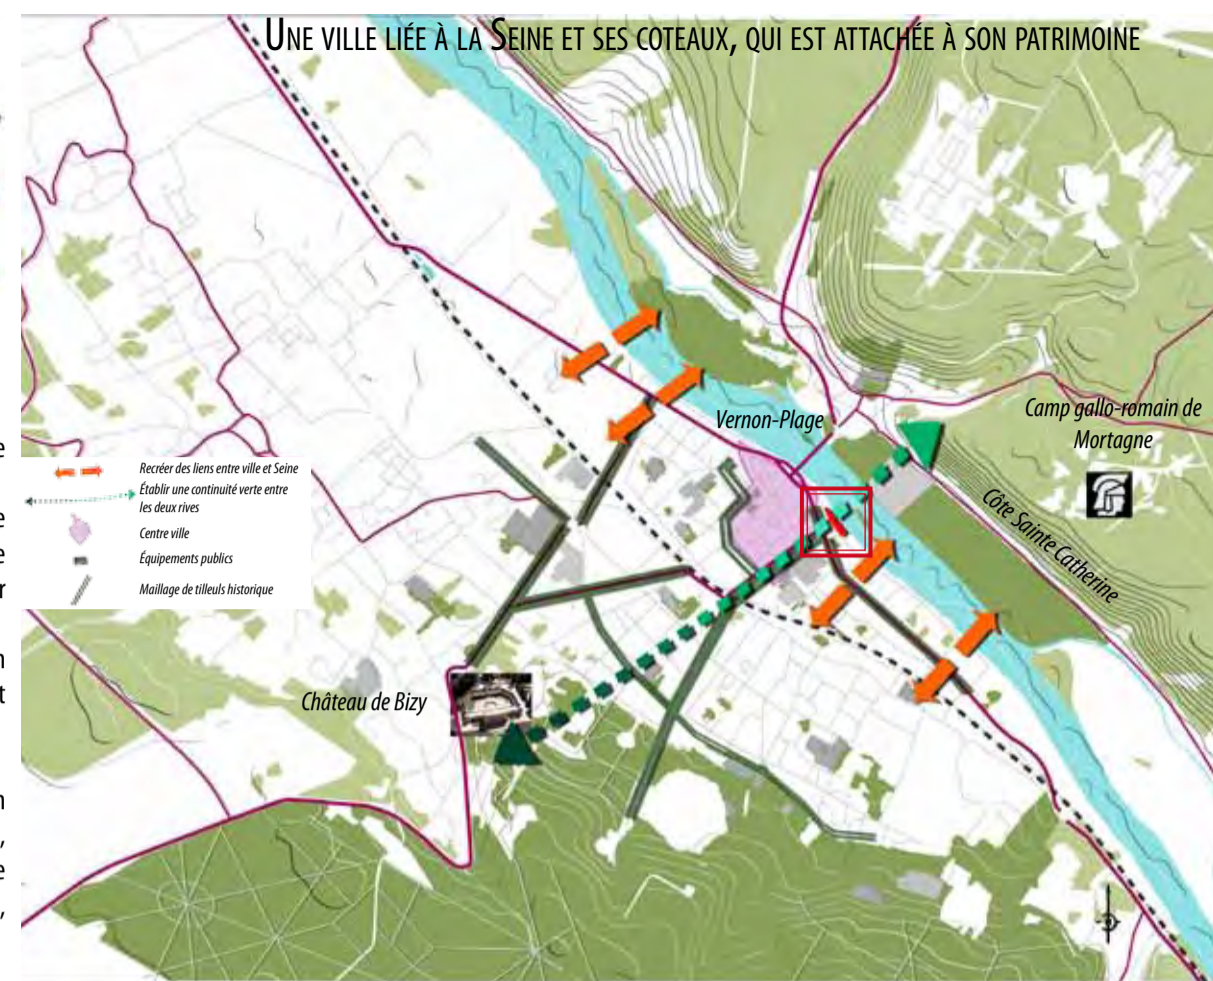 UNE VILLE LIÉE À LA SEINE ET SES COTEAUX, QUI EST ATTACHÉE À SON PATRIMOINE
Vernon-Plage
Camp gallo-romain de
Mortagne
Côte Sainte Catherine
e
Recréer des liens entre ville et Seine
Établir une continuité verte entre
les deux rives
Centre ville
Équipements publics
Maillage de tilleuls historique
e
e
r
n
t
Château de Bizy
n
,
e
,